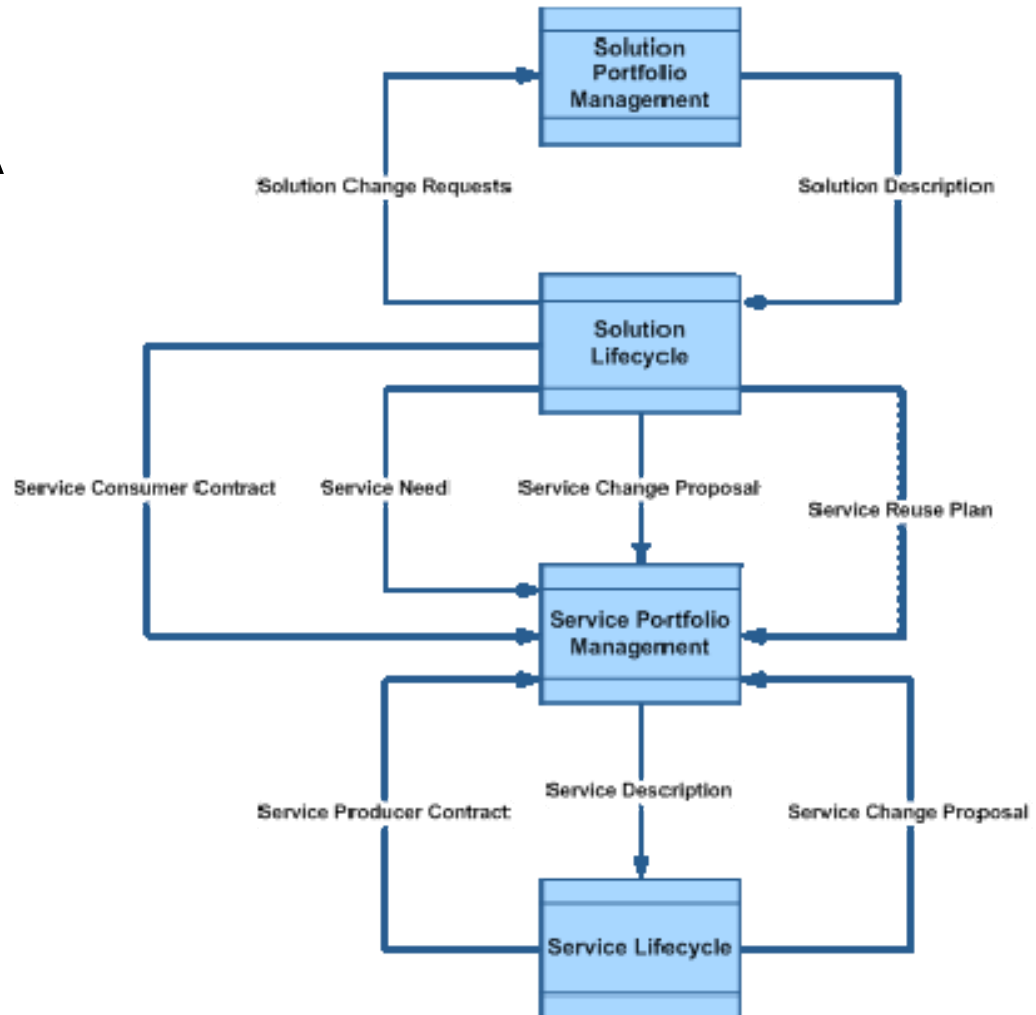 Solution
Portfolio
Management
Solution Change Requests
Solution Description
Solution
Lifecycle
Service Consumer Contract
Service Need
Service Change Proposal
Service Reuse Plan
Service Portfolio
Management
Service Description
Service Producer Contract
Service Change Proposal
Service Lifecycle